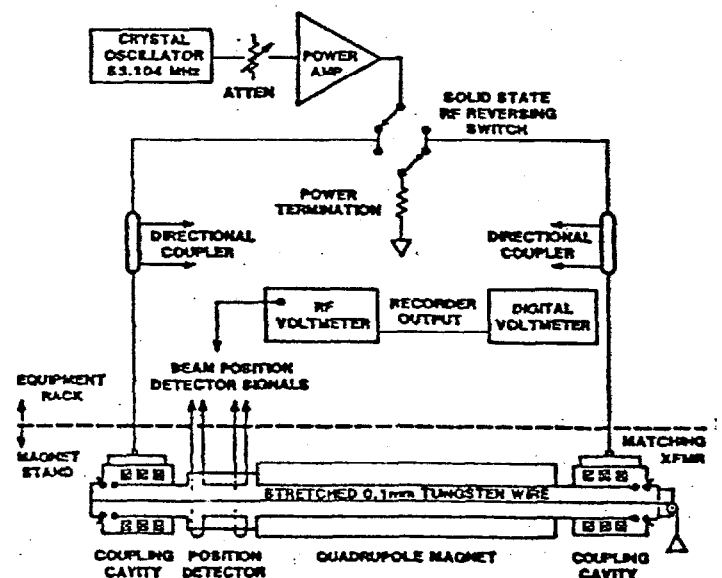 CRYSTAL
OSCILLATOR
53.104 MHz
ATTEN
POWER
AMP
SOLID STATE
RF REVERSING
SWITCH
POWER
TERMINATION
DIRECTIONAL
COUPLER
DIRECTIONAL
COUPLER
RF
VOLTMETER
RECORDER
OUTPUT
DIGITAL
VOLTMETER
BEAM POSITION
DETECTOR SIGNALS
EQUIPMENT
RACK
MAGNET
STAND
MATCHING
XFMR
STRETCHED 0.1mm TUNGSTEN WIRE
COUPLING
CAVITY
POSITION
DETECTOR
QUADRUPOLE MAGNET
COUPLING
CAVITY